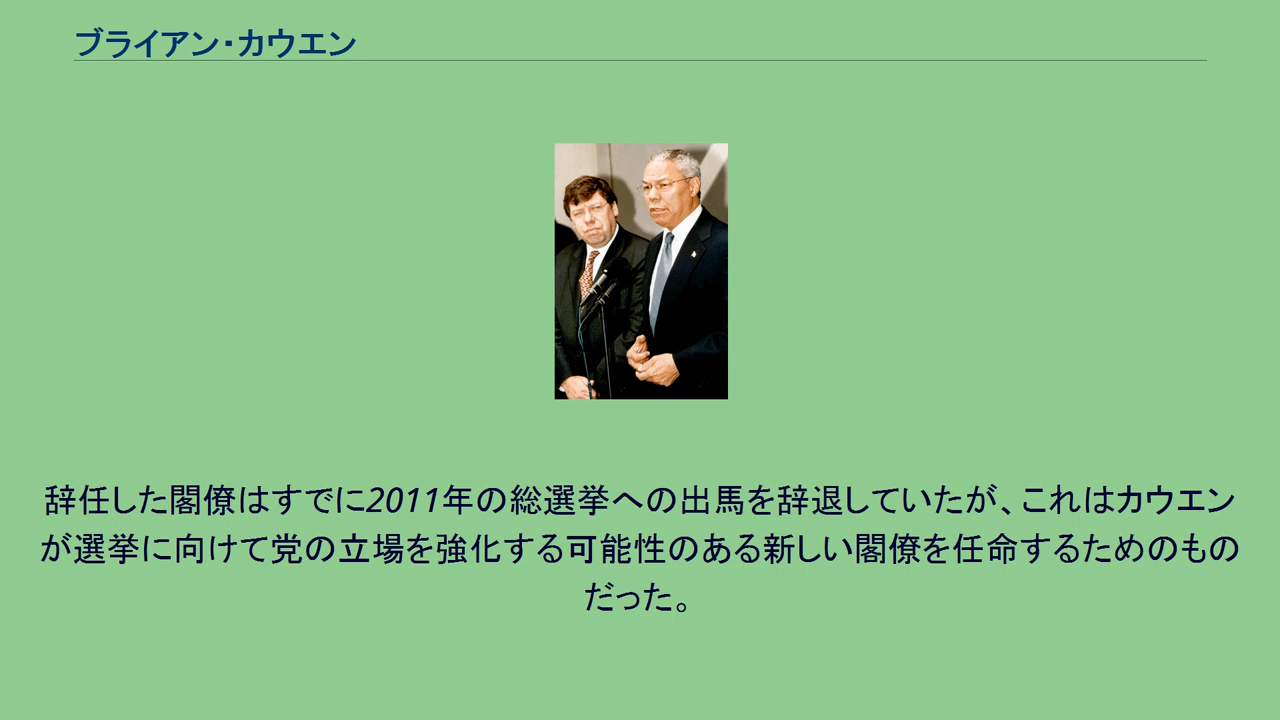 ブライアン・カウエン
辞任した閣僚はすでに2011年の総選挙への出馬を辞退していたが、これはカウエン
が選挙に向けて党の立場を強化する可能性のある新しい閣僚を任命するためのもの
だった。